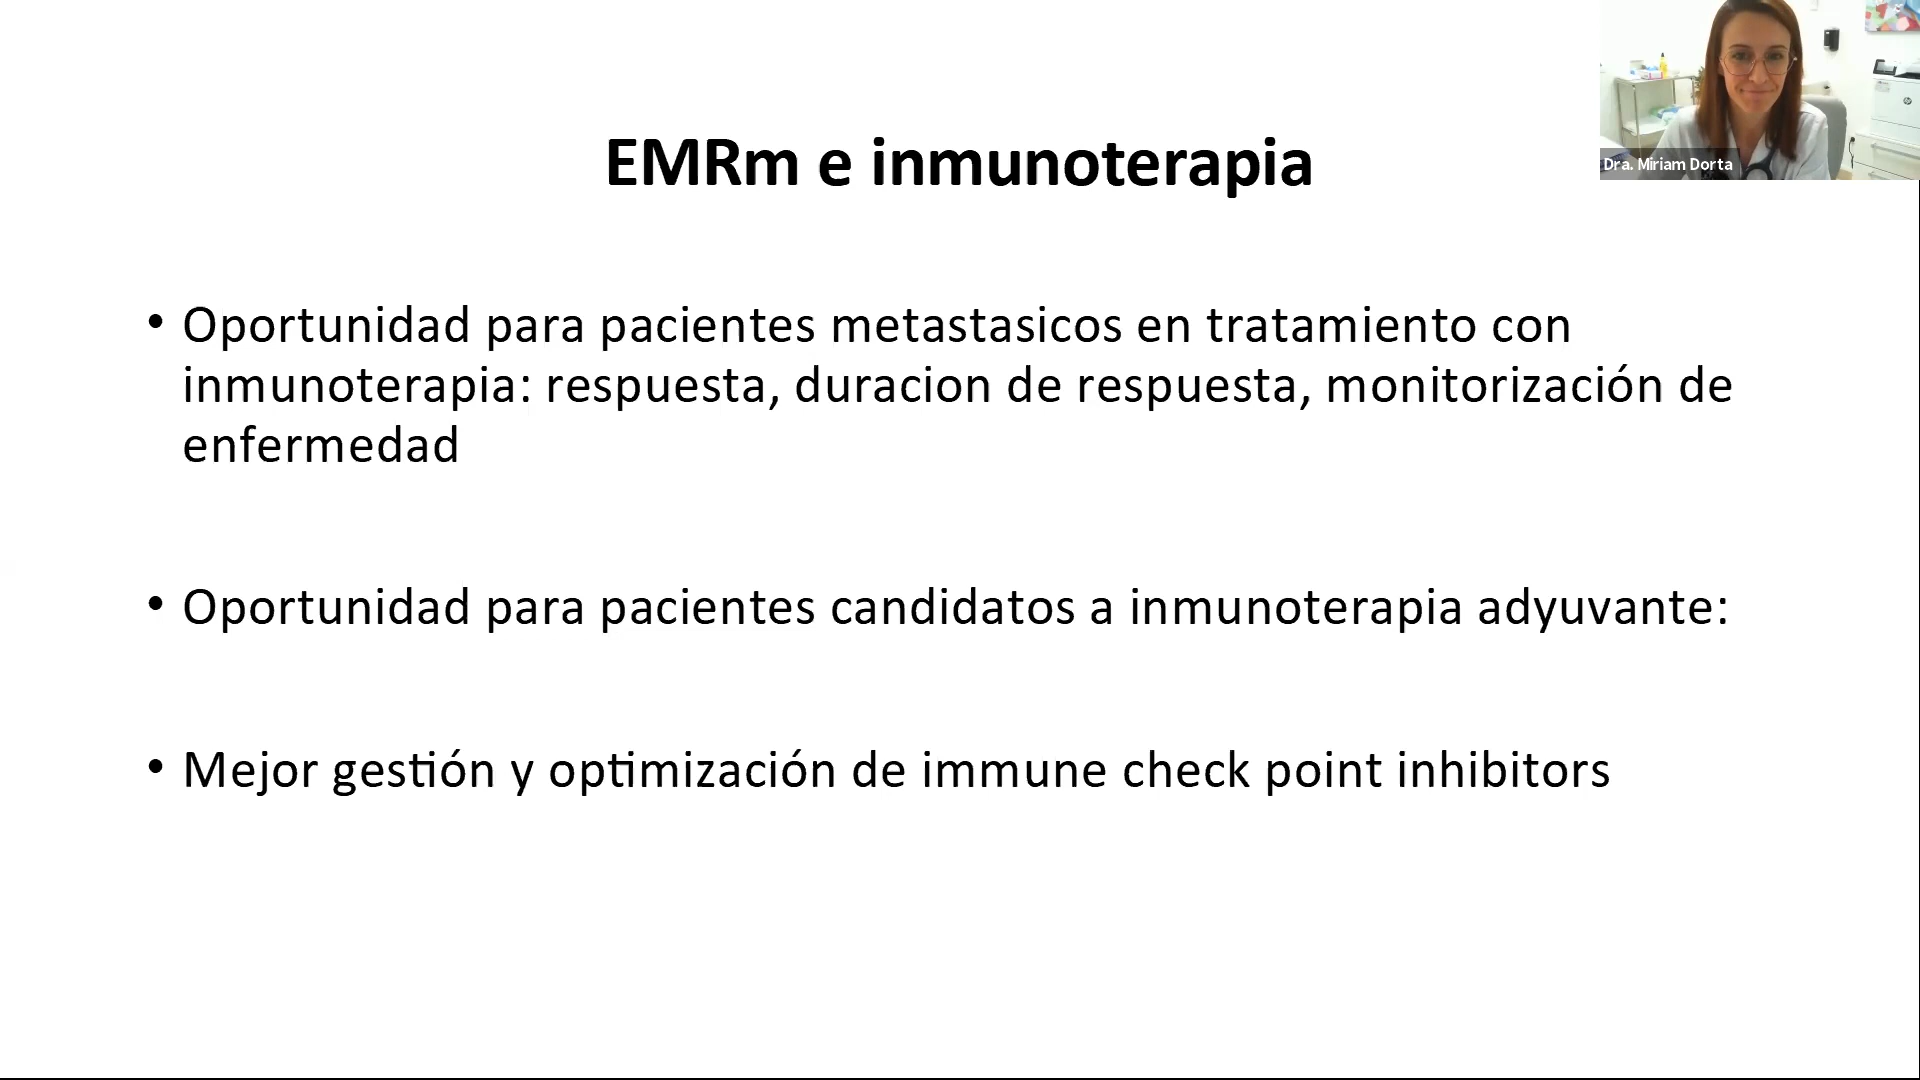 EMRm e inmunoterapia
Dra. Miriam Dorta
• Oportunidad para pacientes metastasicos en tratamiento con
inmunoterapia: respuesta, duracion de respuesta, monitorización de
enfermedad
• Oportunidad para pacientes candidatos a inmunoterapia adyuvante:
• Mejor gestión y optimización de immune check point inhibitors